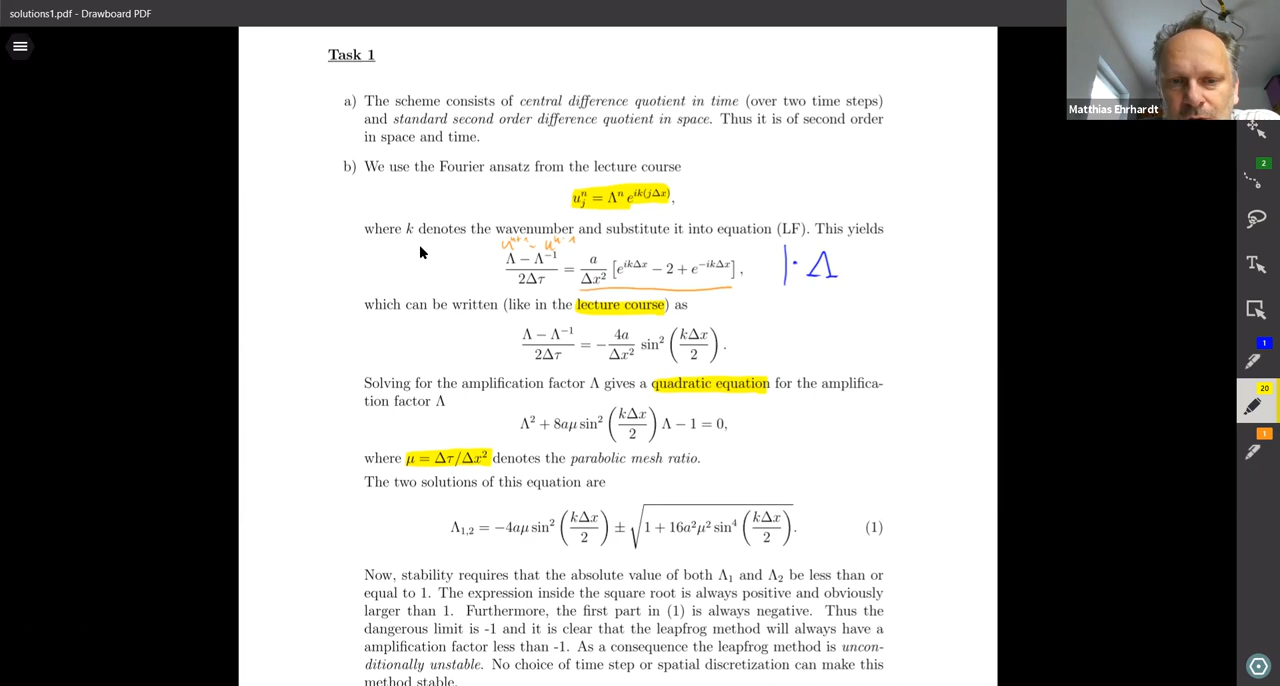 solutions1.pdf - Drawboard PDF
Matthias Ehrhardt
Task 1
a) The scheme consists of central difference quotient in time (over two time steps)
and standard second order difference quotient in space. Thus it is of second order
in space and time.
b) We use the Fourier ansatz from the lecture course
u_j^n = Λ^n e^{ik(jΔx)},
where k denotes the wavenumber and substitute it into equation (LF). This yields
u^{n+1} - u^{n-1}
(Λ − Λ^{−1})/(2Δτ) = a/Δx² [e^{ikΔx} − 2 + e^{−ikΔx}], | · Λ
which can be written (like in the lecture course) as
(Λ − Λ^{−1})/(2Δτ) = −(4a/Δx²) sin² (kΔx/2).
Solving for the amplification factor Λ gives a quadratic equation for the amplifica-
tion factor Λ
Λ² + 8aμ sin² (kΔx/2) Λ − 1 = 0,
where μ = Δτ/Δx² denotes the parabolic mesh ratio.
The two solutions of this equation are
Λ_{1,2} = −4aμ sin² (kΔx/2) ± √(1 + 16a²μ² sin⁴ (kΔx/2)). (1)
Now, stability requires that the absolute value of both Λ₁ and Λ₂ be less than or
equal to 1. The expression inside the square root is always positive and obviously
larger than 1. Furthermore, the first part in (1) is always negative. Thus the
dangerous limit is -1 and it is clear that the leapfrog method will always have a
amplification factor less than -1. As a consequence the leapfrog method is uncon-
ditionally unstable. No choice of time step or spatial discretization can make this
method stable.
2
1
20
1